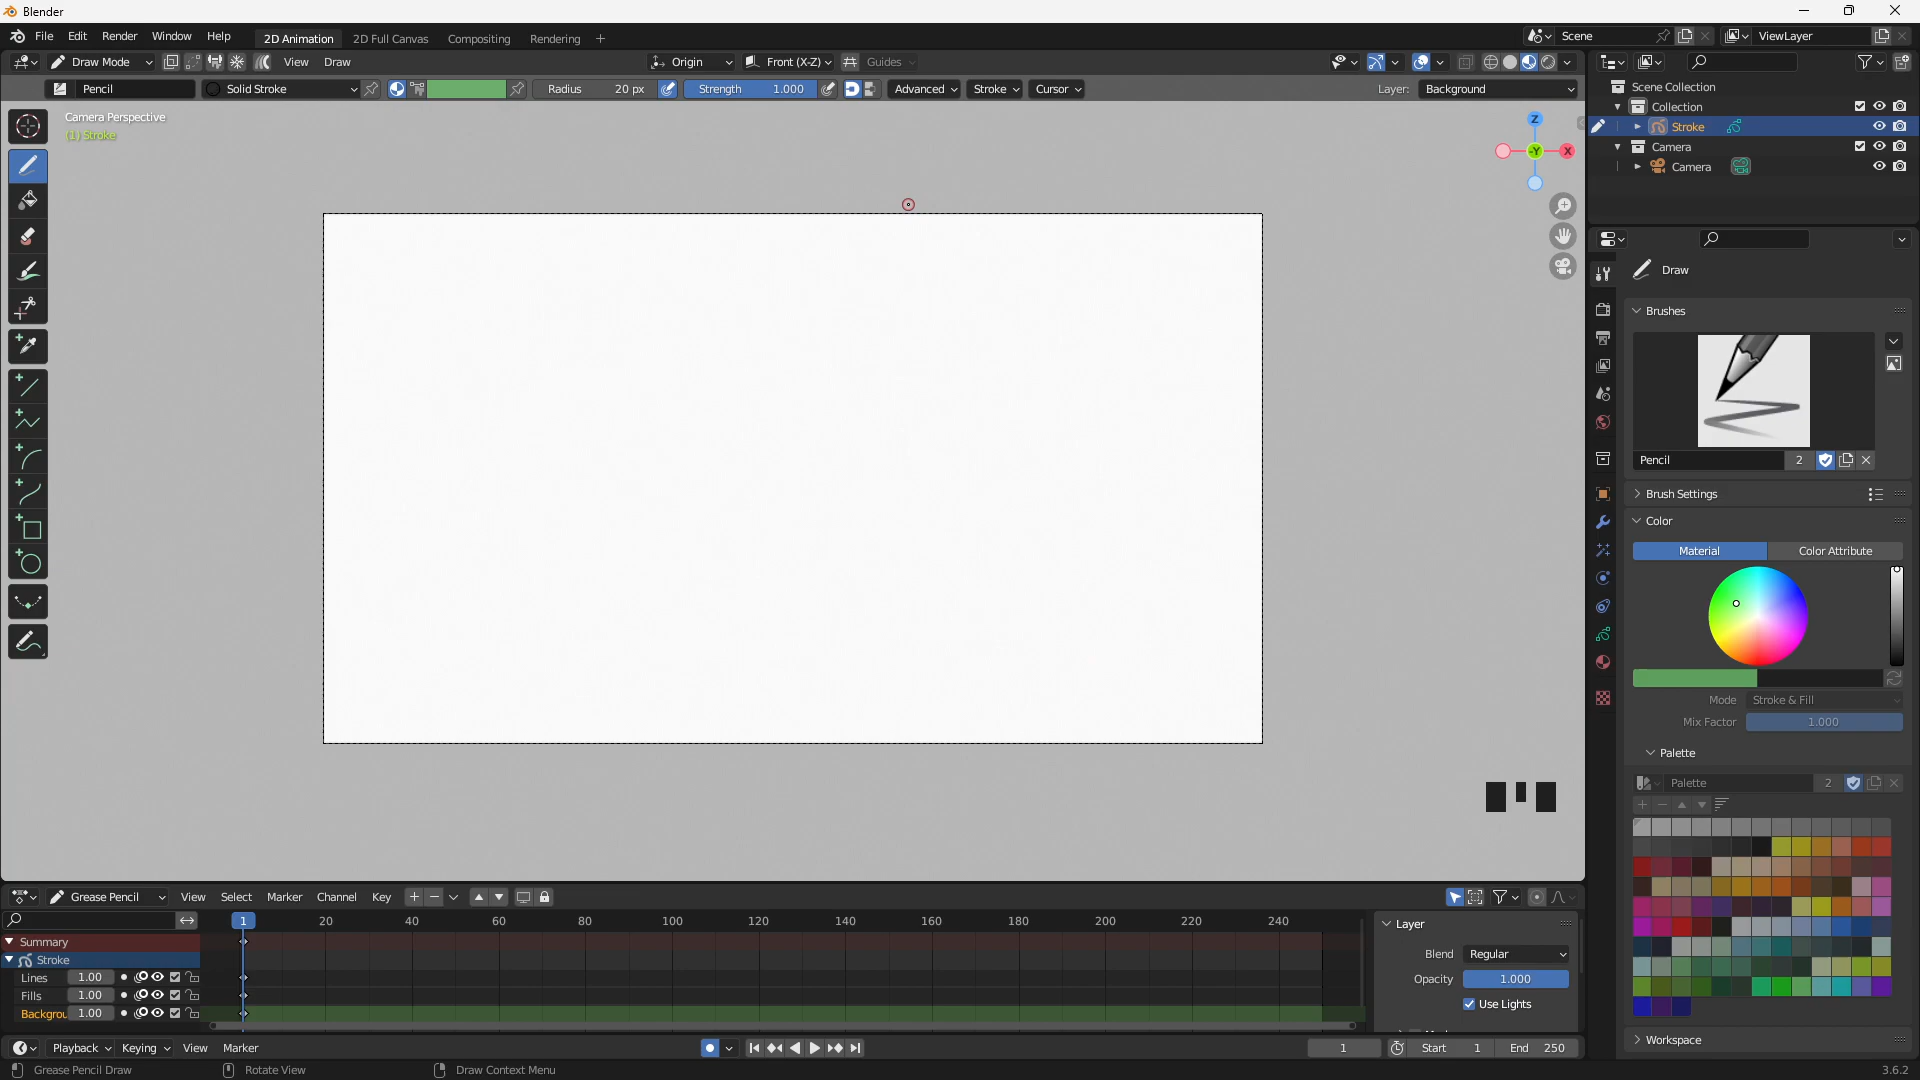 Blender
File Edit Render Window Help 2D Animation 2D Full Canvas Compositing Rendering + Scene ViewLayer
Draw Mode View Draw Origin Front (X-Z) Guides
Pencil Solid Stroke Radius 20 px Strength 1.000 Advanced Stroke Cursor Layer: Background
Camera Perspective
(1) Stroke
Z
-Y X
Scene Collection
Collection
Stroke
Camera
Camera
Draw
Brushes
Pencil 2
Brush Settings
Color
Material Color Attribute
Mode Stroke & Fill
Mix Factor 1.000
Palette
Palette 2
Workspace
Grease Pencil View Select Marker Channel Key
1 20 40 60 80 100 120 140 160 180 200 220 240
Summary
Stroke
Lines 1.00
Fills 1.00
Backgrou 1.00
Layer
Blend Regular
Opacity 1.000
Use Lights
Playback Keying View Marker 1 Start 1 End 250
Grease Pencil Draw Rotate View Draw Context Menu 3.6.2